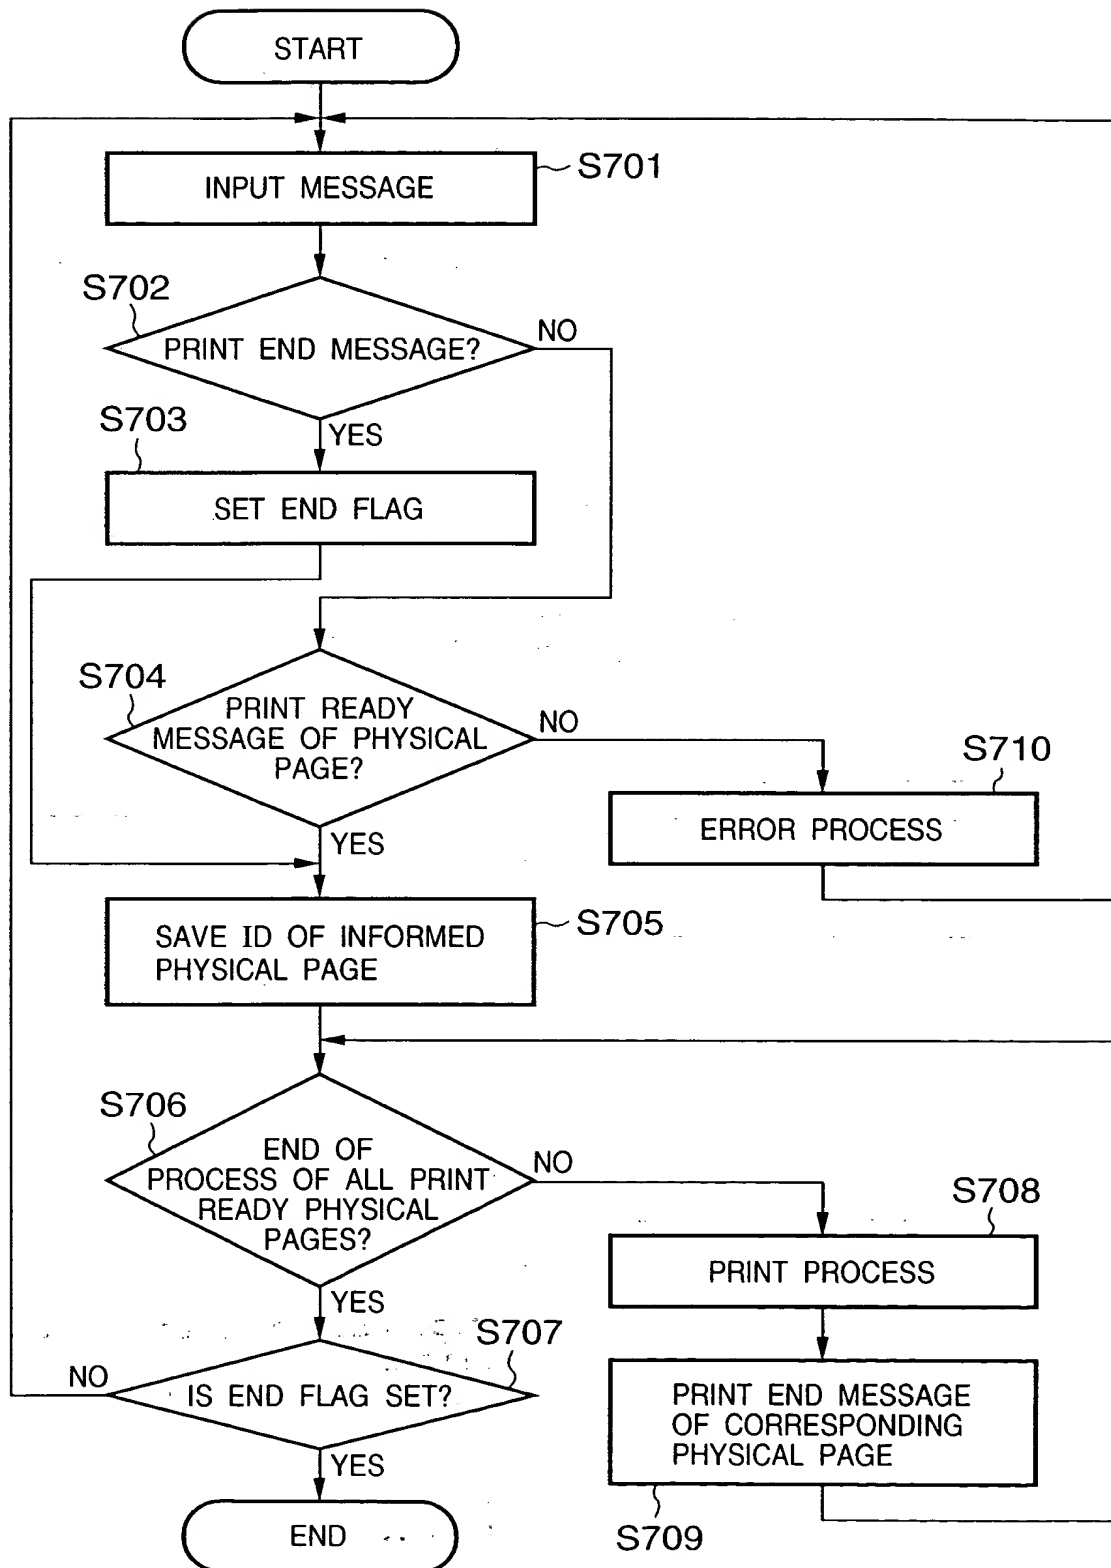 START
INPUT MESSAGE
S701
S702
PRINT END MESSAGE?
NO
YES
S703
SET END FLAG
S704
PRINT READY
MESSAGE OF PHYSICAL
PAGE?
NO
YES
S710
ERROR PROCESS
SAVE ID OF INFORMED
PHYSICAL PAGE
S705
S706
END OF
PROCESS OF ALL PRINT
READY PHYSICAL
PAGES?
NO
YES
S708
PRINT PROCESS
S707
IS END FLAG SET?
NO
YES
PRINT END MESSAGE
OF CORRESPONDING
PHYSICAL PAGE
S709
END